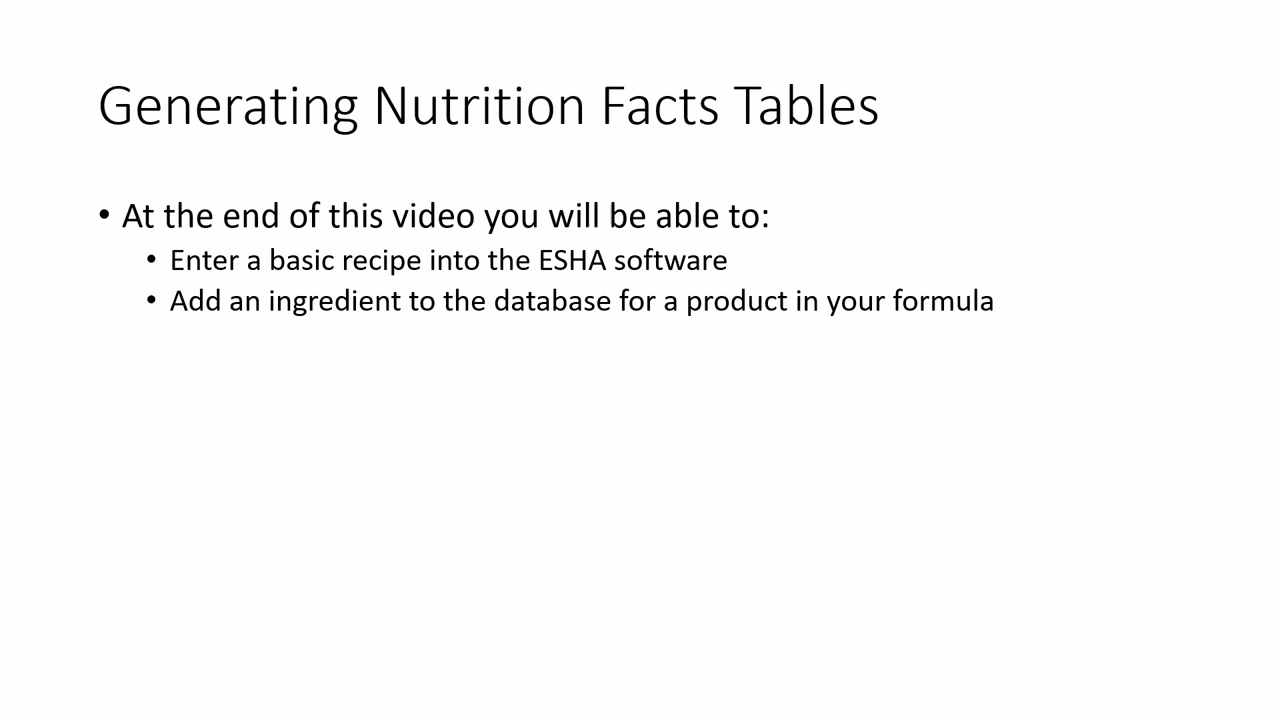 Generating Nutrition Facts Tables
• At the end of this video you will be able to:
• Enter a basic recipe into the ESHA software
• Add an ingredient to the database for a product in your formula